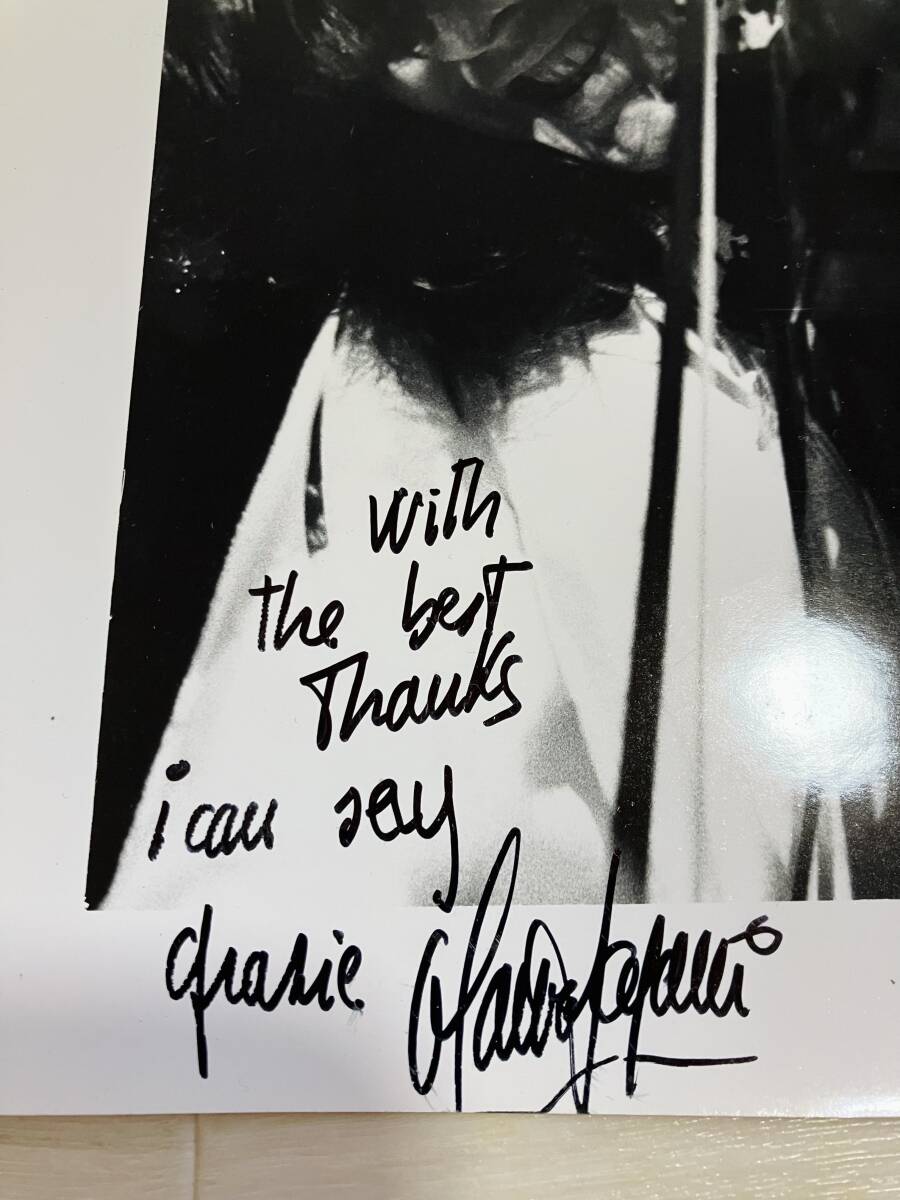 with
the best
Thanks
i can say
grazie